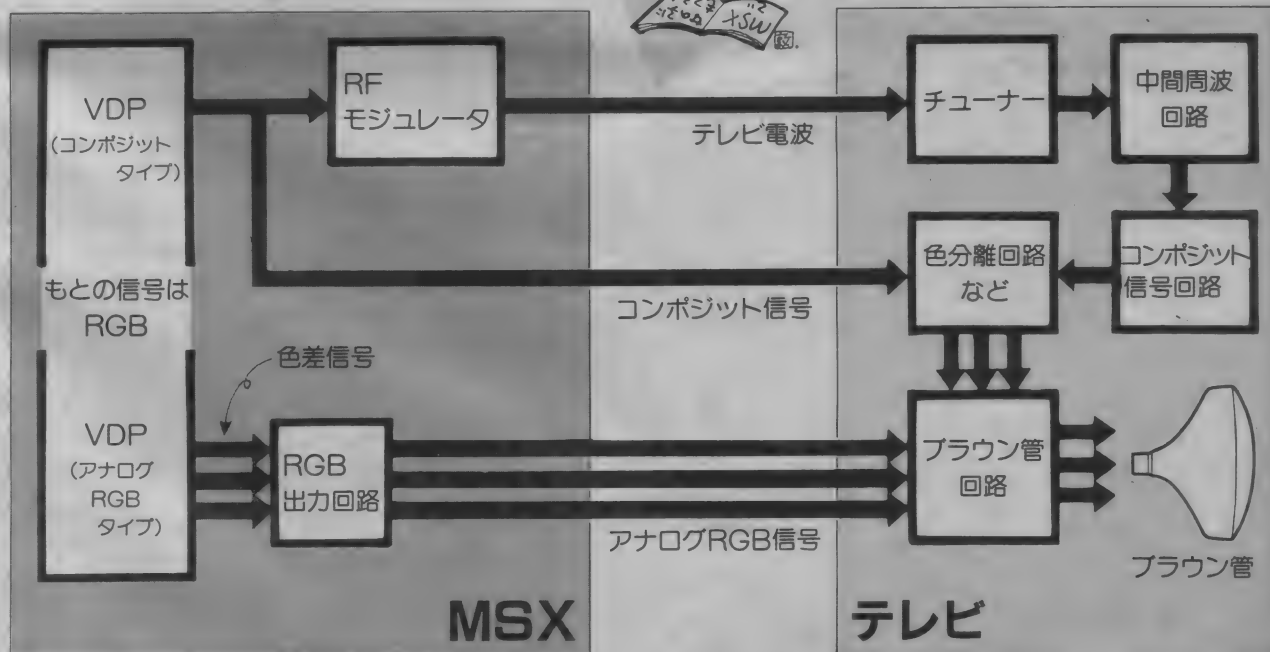 VDP
(コンポジット
タイプ)
RF
モジュレータ
テレビ電波
チューナー
中間周波
回路
もとの信号は
RGB
コンポジット信号
色分離回路
など
コンポジット
信号回路
色差信号
VDP
(アナログ
RGB
タイプ)
RGB
出力回路
アナログRGB信号
ブラウン管
回路
ブラウン管
MSX
テレビ
MSX